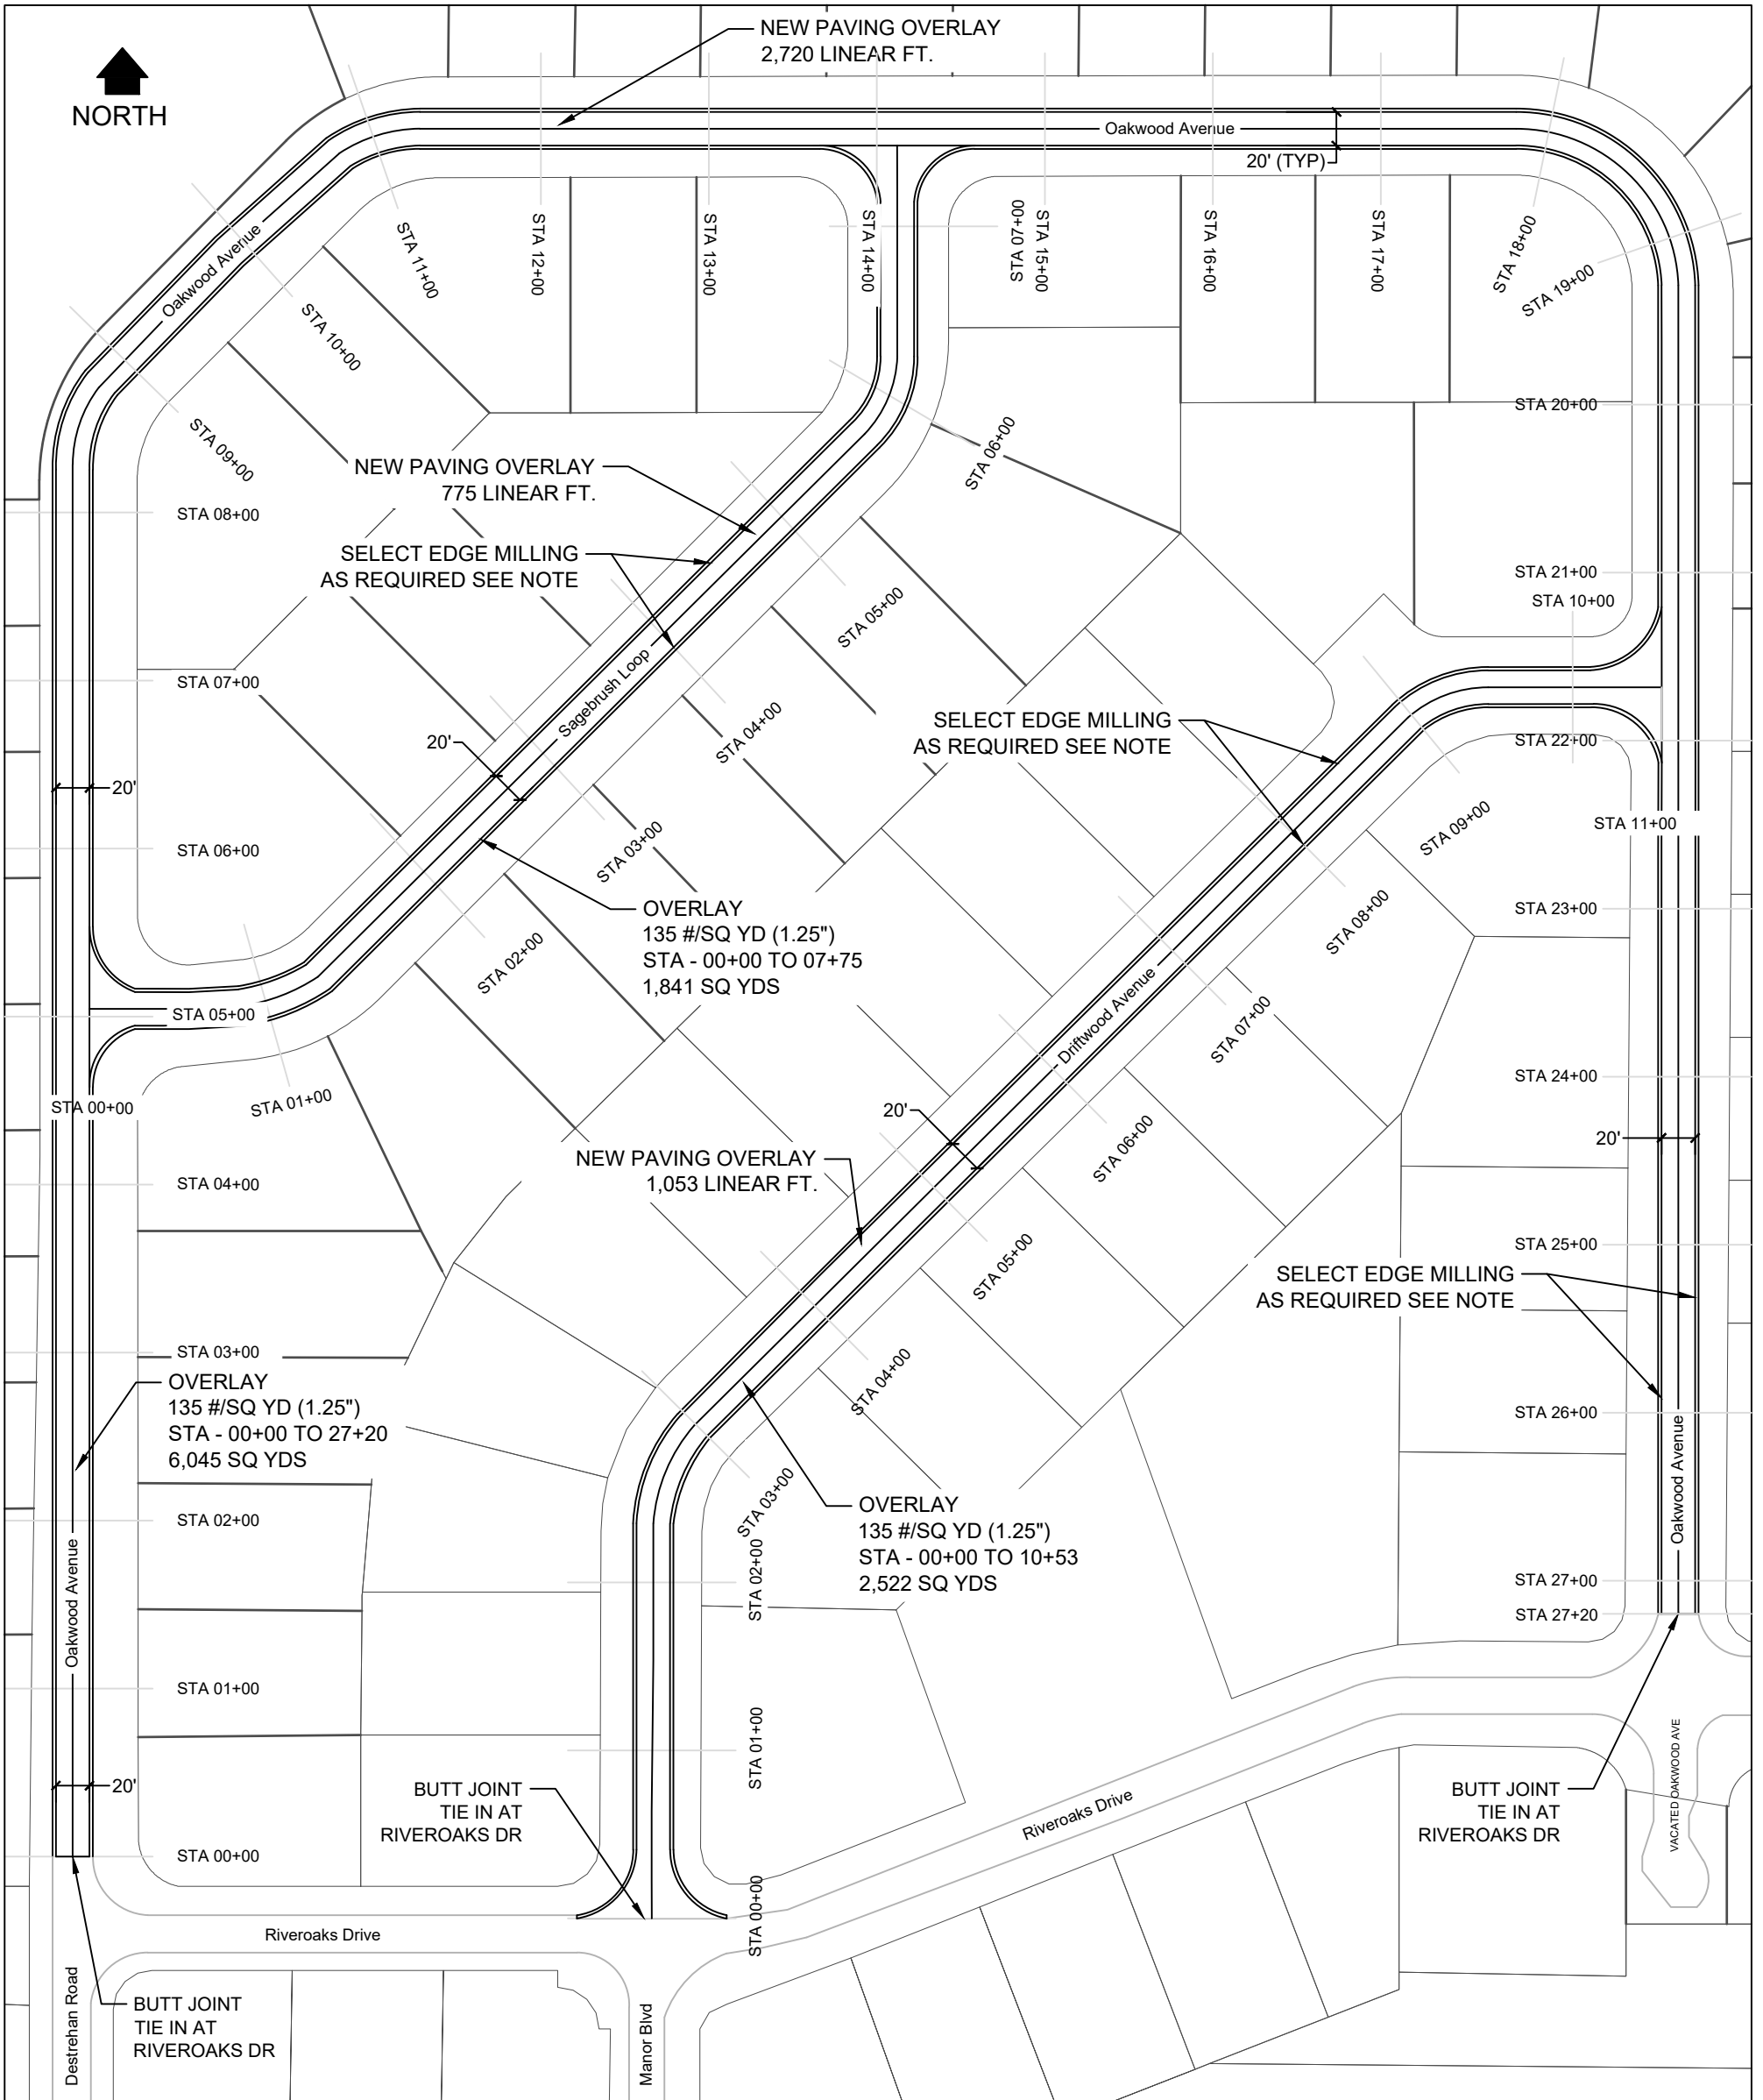 NEW PAVING OVERLAY
2,720 LINEAR FT.
NORTH
Oakwood Avenue
20' (TYP)
STA 11+00
STA 12+00
STA 13+00
STA 14+00
STA 07+00
STA 15+00
STA 16+00
STA 17+00
STA 18+00
STA 19+00
Oakwood Avenue
STA 10+00
STA 09+00
STA 08+00
STA 07+00
STA 06+00
20'
NEW PAVING OVERLAY
775 LINEAR FT.
SELECT EDGE MILLING
AS REQUIRED SEE NOTE
Sagebrush Loop
20'
STA 06+00
STA 05+00
STA 04+00
STA 03+00
STA 02+00
STA 20+00
STA 21+00
STA 10+00
SELECT EDGE MILLING
AS REQUIRED SEE NOTE
STA 22+00
STA 11+00
STA 09+00
STA 08+00
STA 07+00
STA 06+00
STA 05+00
STA 04+00
STA 03+00
STA 23+00
STA 24+00
20'
STA 25+00
OVERLAY
135 #/SQ YD (1.25")
STA - 00+00 TO 07+75
1,841 SQ YDS
Driftwood Avenue
20'
STA 05+00
STA 00+00
STA 01+00
STA 04+00
NEW PAVING OVERLAY
1,053 LINEAR FT.
SELECT EDGE MILLING
AS REQUIRED SEE NOTE
STA 03+00
OVERLAY
135 #/SQ YD (1.25")
STA - 00+00 TO 27+20
6,045 SQ YDS
STA 26+00
Oakwood Avenue
OVERLAY
135 #/SQ YD (1.25")
STA - 00+00 TO 10+53
2,522 SQ YDS
STA 02+00
STA 02+00
Oakwood Avenue
STA 27+00
STA 27+20
STA 01+00
STA 01+00
20'
BUTT JOINT
TIE IN AT
RIVEROAKS DR
Riveroaks Drive
BUTT JOINT
TIE IN AT
RIVEROAKS DR
VACATED OAKWOOD AVE
STA 00+00
STA 00+00
Riveroaks Drive
BUTT JOINT
TIE IN AT
RIVEROAKS DR
Destrehan Road
Manor Blvd